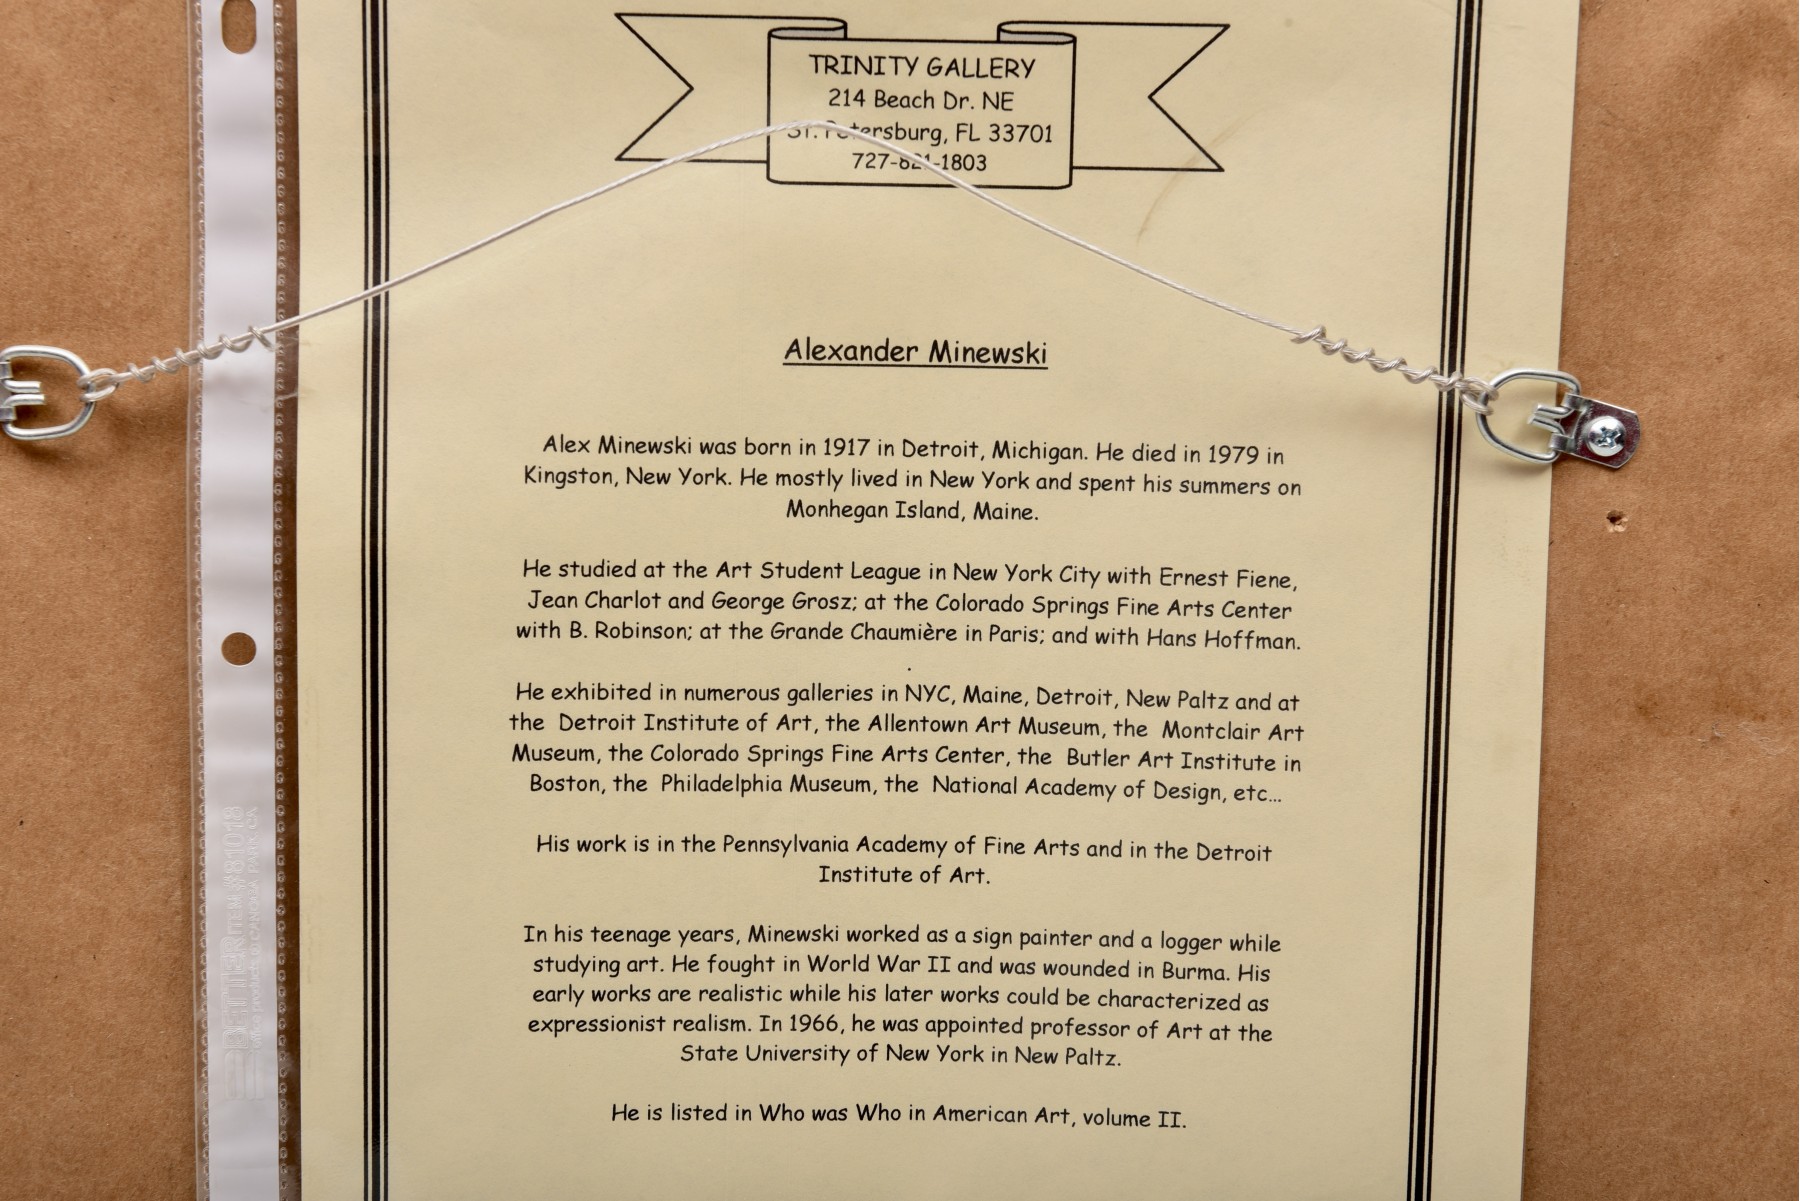 TRINITY GALLERY
214 Beach Dr. NE
St. Petersburg, FL 33701
727-821-1803
Alexander Minewski
Alex Minewski was born in 1917 in Detroit, Michigan. He died in 1979 in
Kingston, New York. He mostly lived in New York and spent his summers on
Monhegan Island, Maine.
He studied at the Art Student League in New York City with Ernest Fiene,
Jean Charlot and George Grosz; at the Colorado Springs Fine Arts Center
with B. Robinson; at the Grande Chaumière in Paris; and with Hans Hoffman.
.
He exhibited in numerous galleries in NYC, Maine, Detroit, New Paltz and at
the Detroit Institute of Art, the Allentown Art Museum, the Montclair Art
Museum, the Colorado Springs Fine Arts Center, the Butler Art Institute in
Boston, the Philadelphia Museum, the National Academy of Design, etc...
His work is in the Pennsylvania Academy of Fine Arts and in the Detroit
Institute of Art.
In his teenage years, Minewski worked as a sign painter and a logger while
studying art. He fought in World War II and was wounded in Burma. His
early works are realistic while his later works could be characterized as
expressionist realism. In 1966, he was appointed professor of Art at the
State University of New York in New Paltz.
He is listed in Who was Who in American Art, volume II.
BETTER ITEM #81018